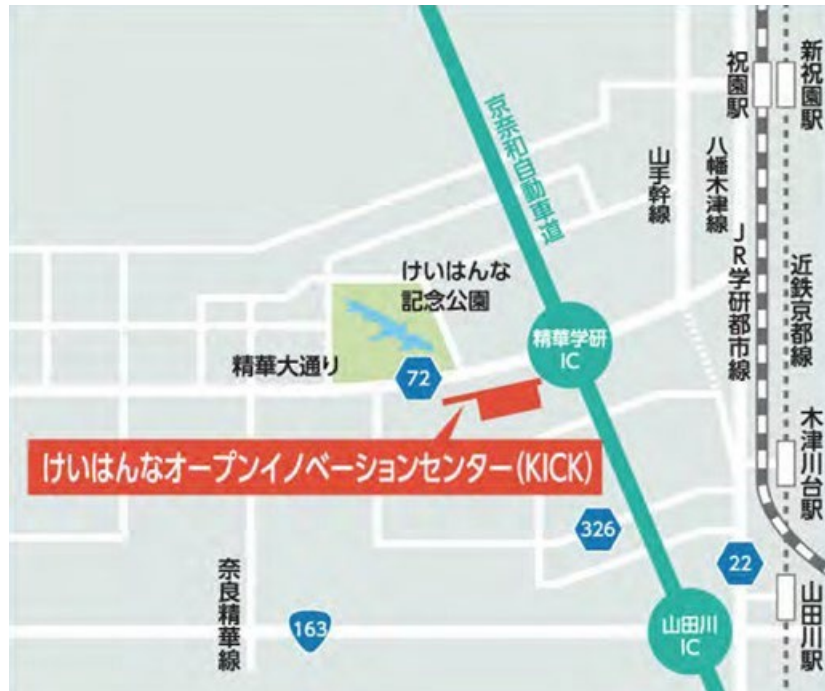 新祝園駅
祝園駅
京奈和自動車道
山手幹線
八幡木津線
JR学研都市線
近鉄京都線
けいはんな
記念公園
精華学研
IC
精華大通り
72
けいはんなオープンイノベーションセンター(KICK)
木津川台駅
326
22
奈良精華線
163
山田川
IC
山田川駅